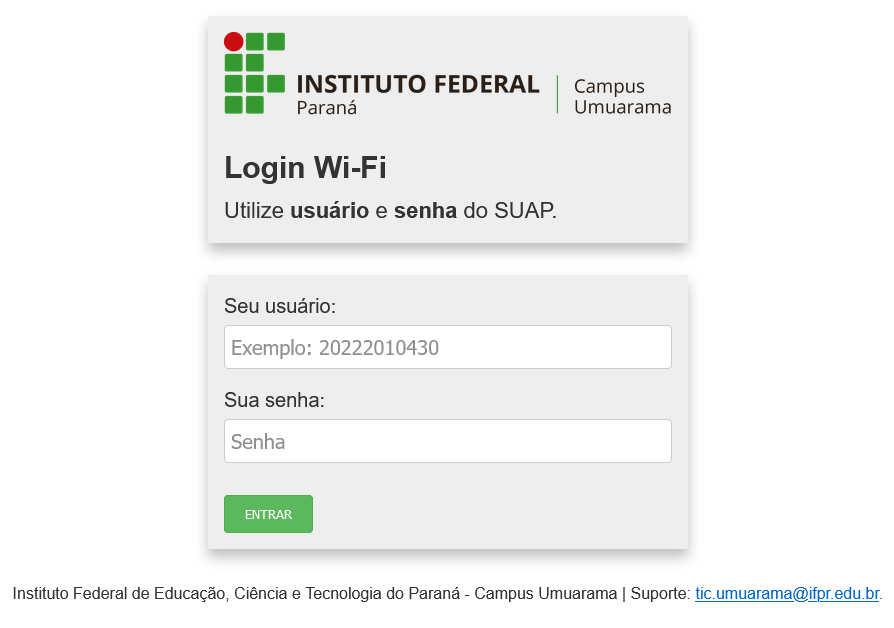 INSTITUTO FEDERAL
Paraná
Campus
Umuarama
Login Wi-Fi
Utilize usuário e senha do SUAP.
Seu usuário:
Exemplo: 20222010430
Sua senha:
Senha
ENTRAR
Instituto Federal de Educação, Ciência e Tecnologia do Paraná - Campus Umuarama | Suporte: tic.umuarama@ifpr.edu.br.